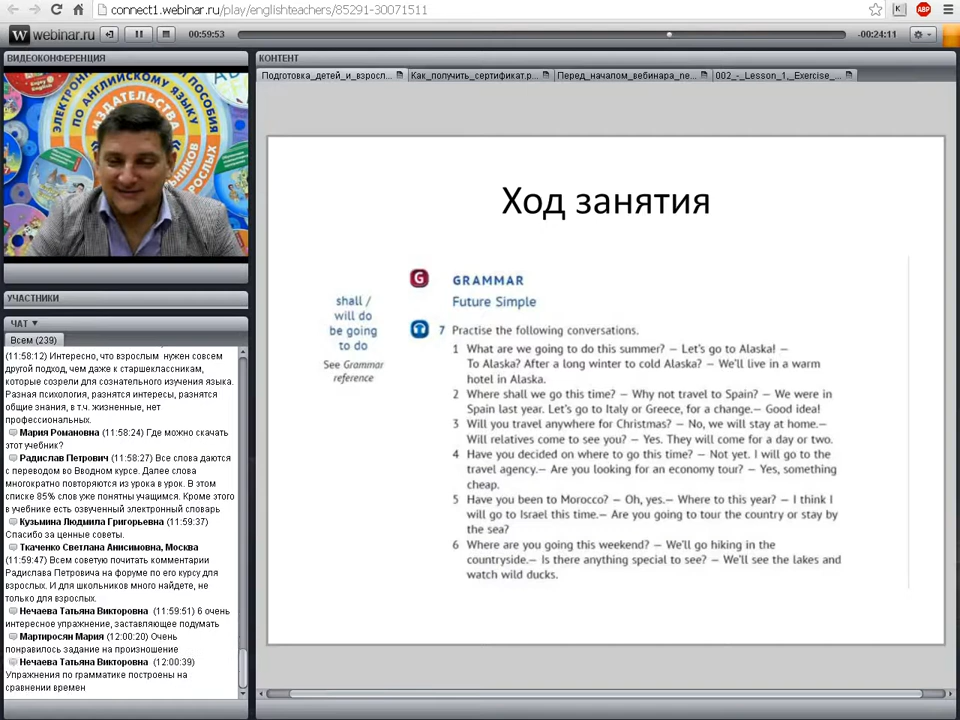 connect1.webinar.ru/play/englishteachers/85291-30071511
webinar.ru
00:59:53
-00:24:11
ВИДЕОКОНФЕРЕНЦИЯ
ЭЛЕКТРОННЫЕ ПОСОБИЯ
ПО АНГЛИЙСКОМУ ЯЗЫКУ
ИЗДАТЕЛЬСТВА
УЧАСТНИКИ
ЧАТ
Всем (239)
(11:58:12) Интересно, что взрослым нужен совсем
другой подход, чем даже к старшеклассникам,
которые созрели для сознательного изучения языка.
Разная психология, разнятся интересы, разнятся
общие знания, в т.ч. жизненные, нет
профессиональных.
Мария Романовна (11:58:24) Где можно скачать
этот учебник?
Радислав Петрович (11:58:27) Все слова даются
с переводом во Вводном курсе. Далее слова
многократно повторяются из урока в урок. В этом
списке 85% слов уже понятны учащимся. Кроме этого
в учебнике есть озвученный электронный словарь
Кузьмина Людмила Григорьевна (11:59:37)
Спасибо за ценные советы.
Ткаченко Светлана Анисимовна, Москва
(11:59:47) Всем советую почитать комментарии
Радислава Петровича на форуме по его курсу для
взрослых. И для школьников много найдете, не
только для взрослых.
Нечаева Татьяна Викторовна (11:59:51) 6 очень
интересное упражнение, заставляющее подумать
Мартиросян Мария (12:00:20) Очень
понравилось задание на произношение
Нечаева Татьяна Викторовна (12:00:39)
Упражнения по грамматике построены на
сравнении времен
КОНТЕНТ
Подготовка_детей_и_взросл...
Как_получить_сертификат.p...
Перед_началом_вебинара_пе...
002_-_Lesson_1,_Exercise_...
Ход занятия
G GRAMMAR
Future Simple
shall /
will do
be going
to do
See Grammar
reference
7 Practise the following conversations.
1 What are we going to do this summer? – Let's go to Alaska! –
To Alaska? After a long winter to cold Alaska? – We'll live in a warm
hotel in Alaska.
2 Where shall we go this time? – Why not travel to Spain? – We were in
Spain last year. Let's go to Italy or Greece, for a change.– Good idea!
3 Will you travel anywhere for Christmas? – No, we will stay at home.–
Will relatives come to see you? – Yes. They will come for a day or two.
4 Have you decided on where to go this time? – Not yet. I will go to the
travel agency.– Are you looking for an economy tour? – Yes, something
cheap.
5 Have you been to Morocco? – Oh, yes.– Where to this year? – I think I
will go to Israel this time.– Are you going to tour the country or stay by
the sea?
6 Where are you going this weekend? – We'll go hiking in the
countryside.– Is there anything special to see? – We'll see the lakes and
watch wild ducks.